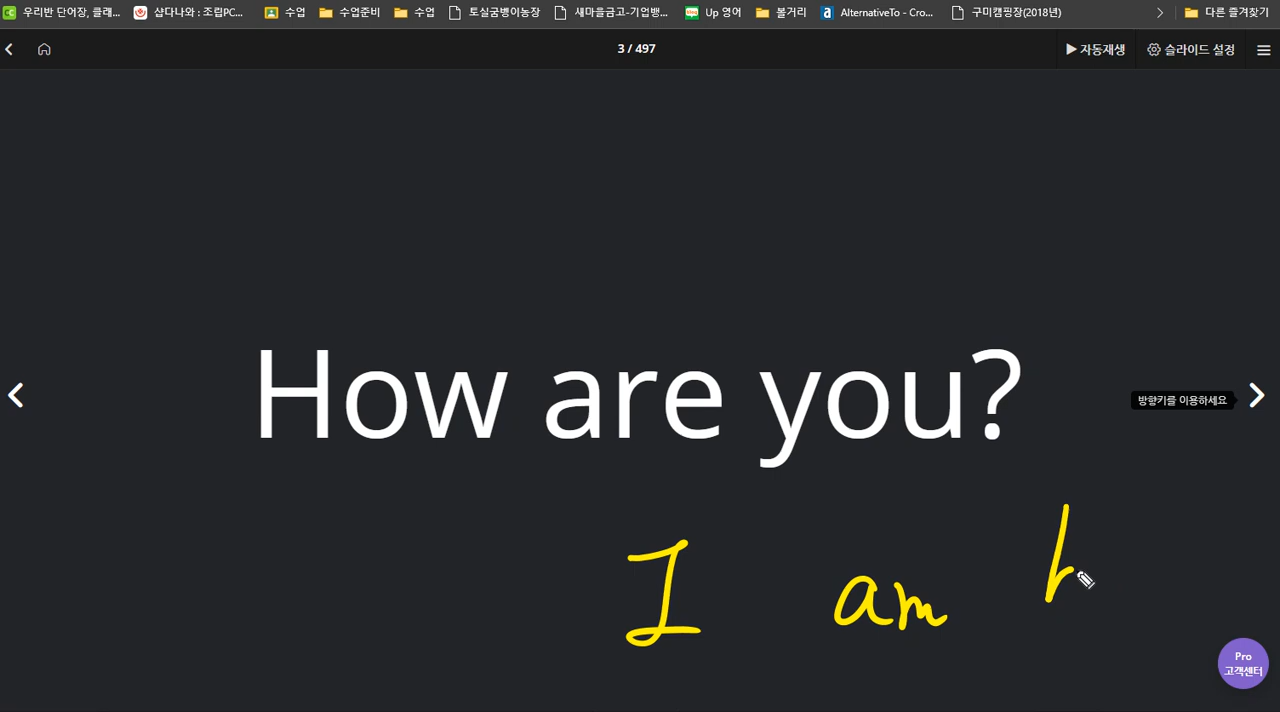 우리반 단어장, 클래... 샵다나와 : 조립PC... 수업 수업준비 수업 토실굼벵이농장 새마을금고-기업뱅... Up 영어 볼거리 AlternativeTo - Cro... 구미캠핑장(2018년) 다른 즐겨찾기
3 / 497 자동재생 슬라이드 설정
How are you?
방향키를 이용하세요
I am h
Pro
고객센터